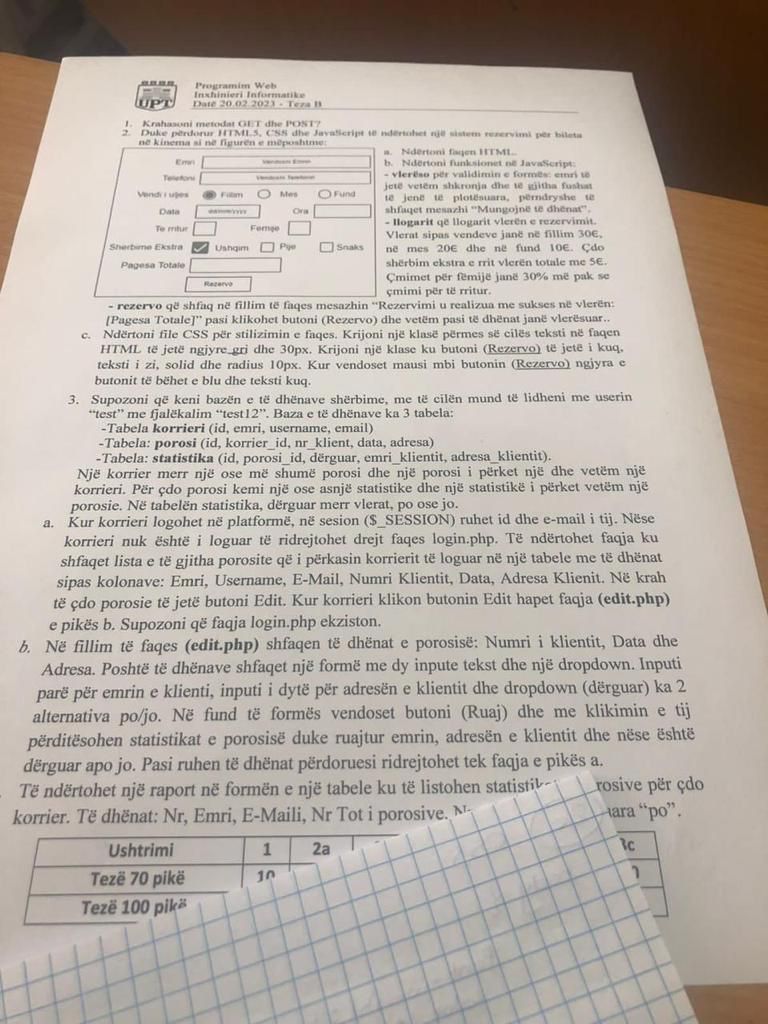 UPT
Programim Web
Inxhinieri Informatike
Datë 20.02.2023 - Teza B
1. Krahasoni metodat GET dhe POST?
2. Duke përdorur HTML5, CSS dhe JavaScript të ndërtohet një sistem rezervimi për bileta
në kinema si në figurën e mëposhtme:
Emri Vendosni Emrin
Telefoni Vendosni Telefonin
Vendi i uljes Fillim Mes Fund
Data dd/mm/yyyy Ora
Te rritur Femije
Sherbime Ekstra Ushqim Pije Snaks
Pagesa Totale
Rezervo
a. Ndërtoni faqen HTML.
b. Ndërtoni funksionet në JavaScript:
- vlerëso për validimin e formës: emri të
jetë vetëm shkronja dhe të gjitha fushat
të jenë të plotësuara, përndryshe të
shfaqet mesazhi "Mungojnë të dhënat".
- llogarit që llogarit vlerën e rezervimit.
Vlerat sipas vendeve janë në fillim 30€,
në mes 20€ dhe në fund 10€. Çdo
shërbim ekstra e rrit vlerën totale me 5€.
Çmimet për fëmijë janë 30% më pak se
çmimi për të rritur.
- rezervo që shfaq në fillim të faqes mesazhin "Rezervimi u realizua me sukses në vlerën:
[Pagesa Totale]" pasi klikohet butoni (Rezervo) dhe vetëm pasi të dhënat janë vlerësuar..
c. Ndërtoni file CSS për stilizimin e faqes. Krijoni një klasë përmes së cilës teksti në faqen
HTML të jetë ngjyre gri dhe 30px. Krijoni një klase ku butoni (Rezervo) të jetë i kuq,
teksti i zi, solid dhe radius 10px. Kur vendoset mausi mbi butonin (Rezervo) ngjyra e
butonit të bëhet e blu dhe teksti kuq.
3. Supozoni që keni bazën e të dhënave shërbime, me të cilën mund të lidheni me userin
"test" me fjalëkalim "test12". Baza e të dhënave ka 3 tabela:
-Tabela korrieri (id, emri, username, email)
-Tabela: porosi (id, korrier_id, nr_klient, data, adresa)
-Tabela: statistika (id, porosi_id, dërguar, emri_klientit, adresa_klientit).
Një korrier merr një ose më shumë porosi dhe një porosi i përket një dhe vetëm një
korrieri. Për çdo porosi kemi një ose asnjë statistike dhe një statistikë i përket vetëm një
porosie. Në tabelën statistika, dërguar merr vlerat, po ose jo.
a. Kur korrieri logohet në platformë, në sesion ($_SESSION) ruhet id dhe e-mail i tij. Nëse
korrieri nuk është i loguar të ridrejtohet drejt faqes login.php. Të ndërtohet faqja ku
shfaqet lista e të gjitha porosite që i përkasin korrierit të loguar në një tabele me të dhënat
sipas kolonave: Emri, Username, E-Mail, Numri Klientit, Data, Adresa Klienit. Në krah
të çdo porosie të jetë butoni Edit. Kur korrieri klikon butonin Edit hapet faqja (edit.php)
e pikës b. Supozoni që faqja login.php ekziston.
b. Në fillim të faqes (edit.php) shfaqen të dhënat e porosisë: Numri i klientit, Data dhe
Adresa. Poshtë të dhënave shfaqet një formë me dy inpute tekst dhe një dropdown. Inputi
parë për emrin e klienti, inputi i dytë për adresën e klientit dhe dropdown (dërguar) ka 2
alternativa po/jo. Në fund të formës vendoset butoni (Ruaj) dhe me klikimin e tij
përditësohen statistikat e porosisë duke ruajtur emrin, adresën e klientit dhe nëse është
dërguar apo jo. Pasi ruhen të dhënat përdoruesi ridrejtohet tek faqja e pikës a.
Të ndërtohet një raport në formën e një tabele ku të listohen rosive për çdo
korrier. Të dhënat: Nr, Emri, E-Maili, Nr Tot i porosive. "po".
Ushtrimi 1 2a 3c
Tezë 70 pikë 10
Tezë 100 pikë